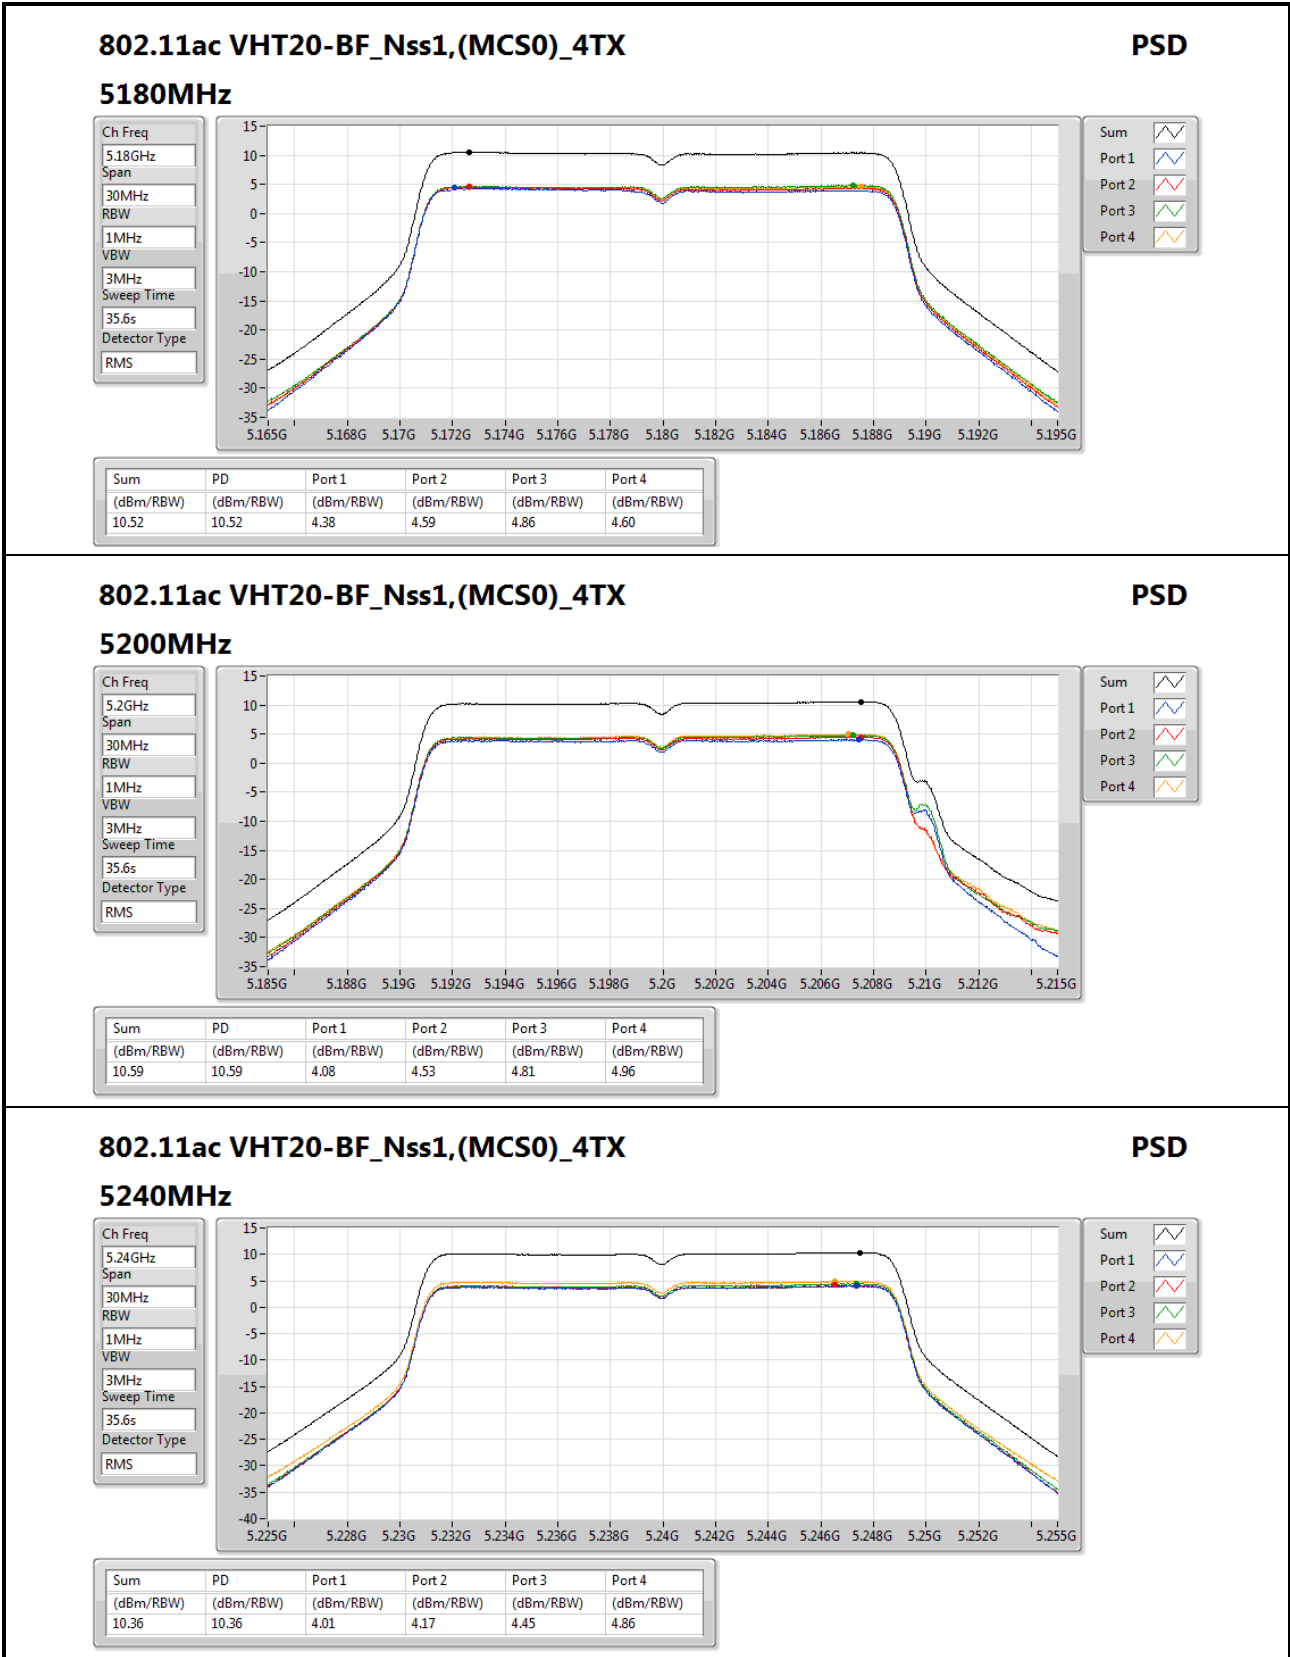 802.11ac VHT20-BF_Nss1,(MCS0)_4TX PSD
5180MHz
Ch Freq
5.18GHz
Span
30MHz
RBW
1MHz
VBW
3MHz
Sweep Time
35.6s
Detector Type
RMS
15
10
5
0
-5
-10
-15
-20
-25
-30
-35
5.165G 5.168G 5.17G 5.172G 5.174G 5.176G 5.178G 5.18G 5.182G 5.184G 5.186G 5.188G 5.19G 5.192G 5.195G
Sum
Port 1
Port 2
Port 3
Port 4
Sum PD Port 1 Port 2 Port 3 Port 4
(dBm/RBW) (dBm/RBW) (dBm/RBW) (dBm/RBW) (dBm/RBW) (dBm/RBW)
10.52 10.52 4.38 4.59 4.86 4.60
802.11ac VHT20-BF_Nss1,(MCS0)_4TX PSD
5200MHz
Ch Freq
5.2GHz
Span
30MHz
RBW
1MHz
VBW
3MHz
Sweep Time
35.6s
Detector Type
RMS
15
10
5
0
-5
-10
-15
-20
-25
-30
-35
5.185G 5.188G 5.19G 5.192G 5.194G 5.196G 5.198G 5.2G 5.202G 5.204G 5.206G 5.208G 5.21G 5.212G 5.215G
Sum
Port 1
Port 2
Port 3
Port 4
Sum PD Port 1 Port 2 Port 3 Port 4
(dBm/RBW) (dBm/RBW) (dBm/RBW) (dBm/RBW) (dBm/RBW) (dBm/RBW)
10.59 10.59 4.08 4.53 4.81 4.96
802.11ac VHT20-BF_Nss1,(MCS0)_4TX PSD
5240MHz
Ch Freq
5.24GHz
Span
30MHz
RBW
1MHz
VBW
3MHz
Sweep Time
35.6s
Detector Type
RMS
15
10
5
0
-5
-10
-15
-20
-25
-30
-35
-40
5.225G 5.228G 5.23G 5.232G 5.234G 5.236G 5.238G 5.24G 5.242G 5.244G 5.246G 5.248G 5.25G 5.252G 5.255G
Sum
Port 1
Port 2
Port 3
Port 4
Sum PD Port 1 Port 2 Port 3 Port 4
(dBm/RBW) (dBm/RBW) (dBm/RBW) (dBm/RBW) (dBm/RBW) (dBm/RBW)
10.36 10.36 4.01 4.17 4.45 4.86